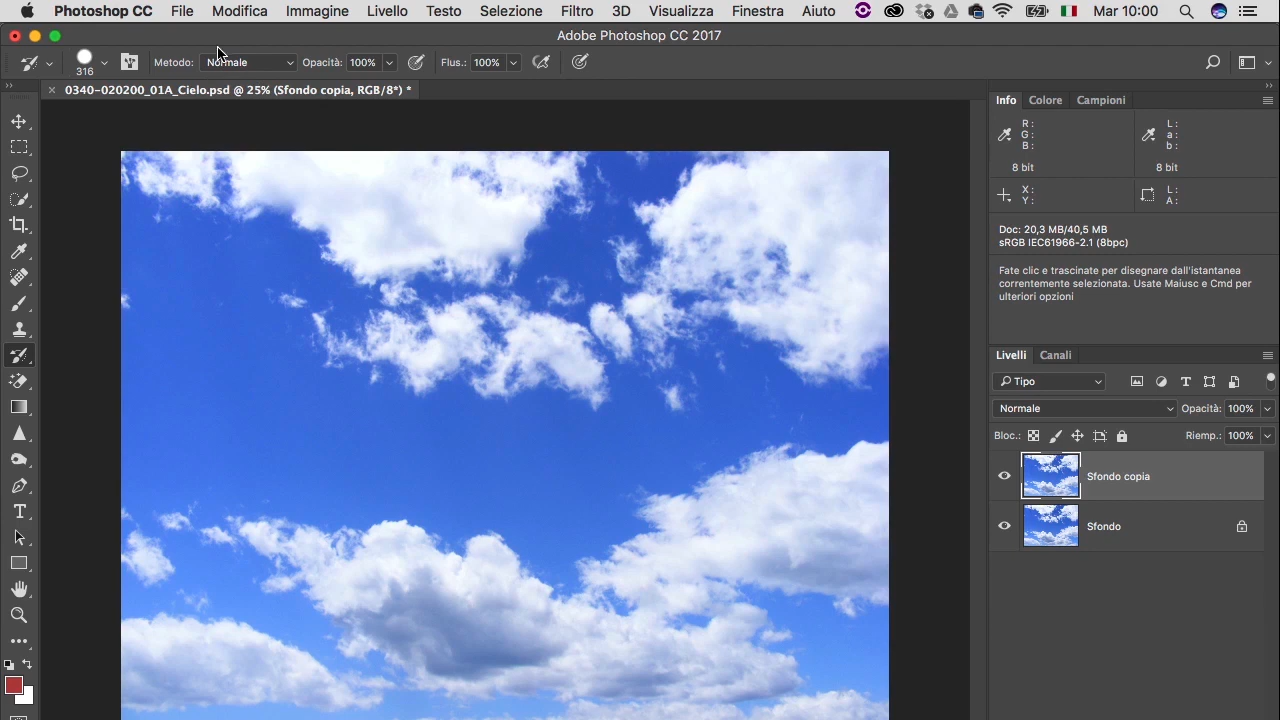 Photoshop CC File Modifica Immagine Livello Testo Selezione Filtro 3D Visualizza Finestra Aiuto Mar 10:00
Adobe Photoshop CC 2017
316 Metodo: Normale Opacità: 100% Flus.: 100%
0340-020200_01A_Cielo.psd @ 25% (Sfondo copia, RGB/8*) *
Info Colore Campioni
R: L:
G: a:
B: b:
8 bit 8 bit
X: L:
Y: A:
Doc: 20,3 MB/40,5 MB
sRGB IEC61966-2.1 (8bpc)
Fate clic e trascinate per disegnare dall'istantanea
correntemente selezionata. Usate Maiusc e Cmd per
ulteriori opzioni
Livelli Canali
Tipo
Normale Opacità: 100%
Bloc.: Riemp.: 100%
Sfondo copia
Sfondo